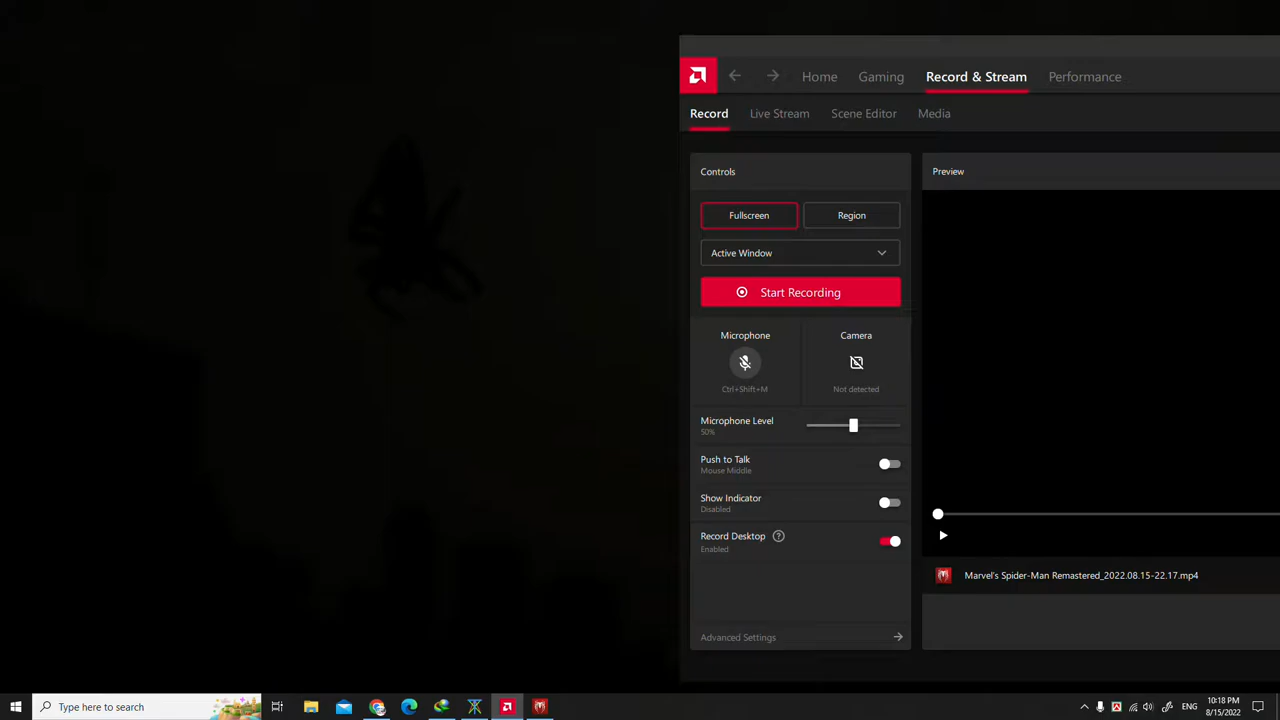 Home Gaming Record & Stream Performance
Record Live Stream Scene Editor Media
Controls
Preview
Fullscreen Region
Active Window
Start Recording
Microphone Camera
Ctrl+Shift+M Not detected
Microphone Level
50%
Push to Talk
Mouse Middle
Show Indicator
Disabled
Record Desktop ?
Enabled
Marvel's Spider-Man Remastered_2022.08.15-22.17.mp4
Advanced Settings
Type here to search
ENG
10:18 PM
8/15/2022